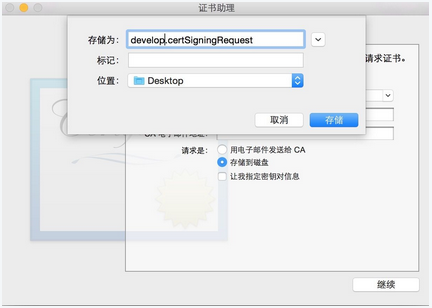 证书助理
存储为: develop.certSigningRequest
标记:
位置: Desktop
请求证书。
取消 存储
CA 电子邮件地址:
请求是: 用电子邮件发送给 CA
存储到磁盘
让我指定密钥对信息
继续